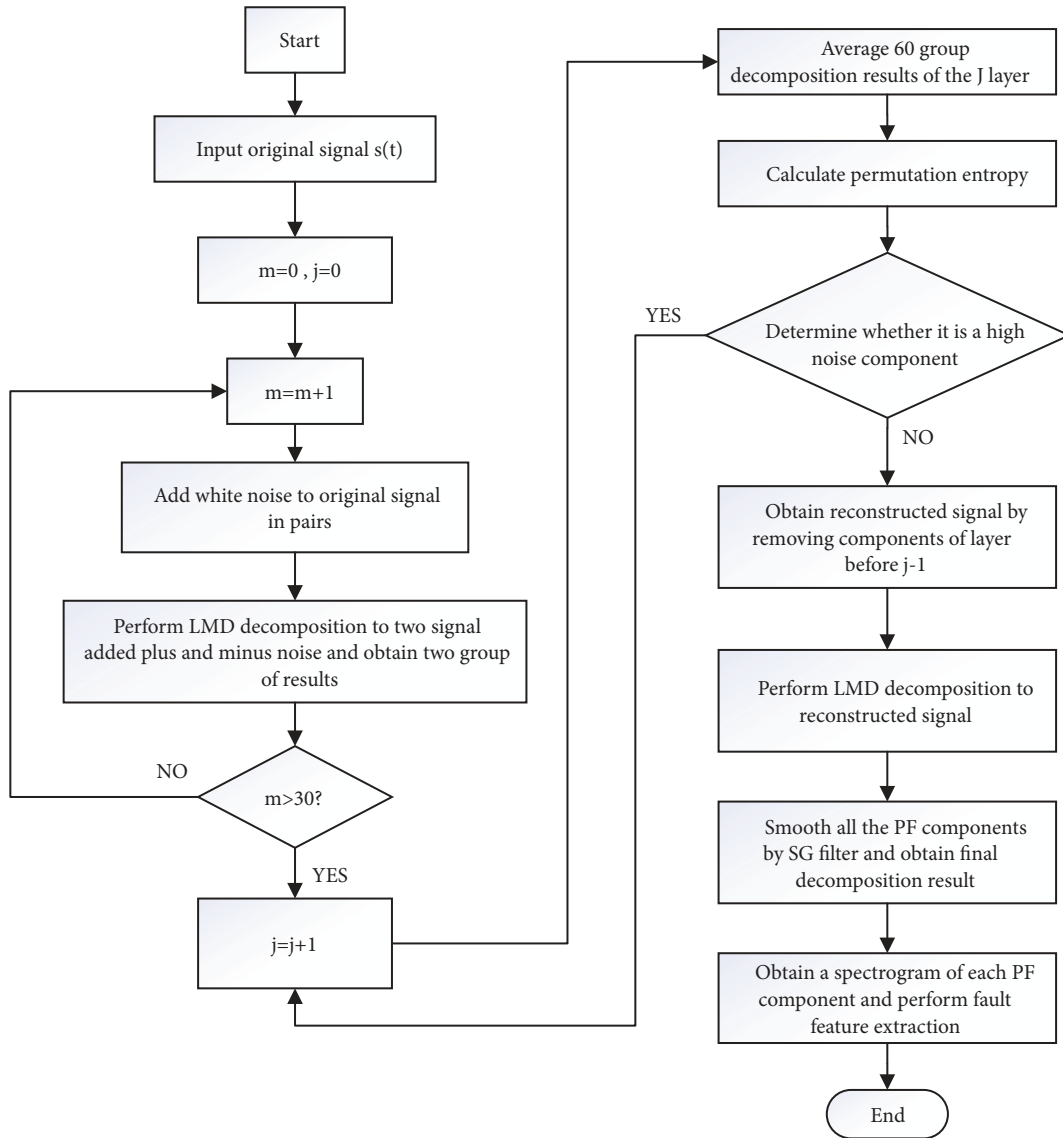 Start
Input original signal s(t)
m=0 , j=0
m=m+1
Add white noise to original signal
in pairs
Perform LMD decomposition to two signal
added plus and minus noise and obtain two group
of results
NO
m>30?
YES
j=j+1
Average 60 group
decomposition results of the J layer
Calculate permutation entropy
YES
Determine whether it is a high
noise component
NO
Obtain reconstructed signal by
removing components of layer
before j-1
Perform LMD decomposition to
reconstructed signal
Smooth all the PF components
by SG filter and obtain final
decomposition result
Obtain a spectrogram of each PF
component and perform fault
feature extraction
End